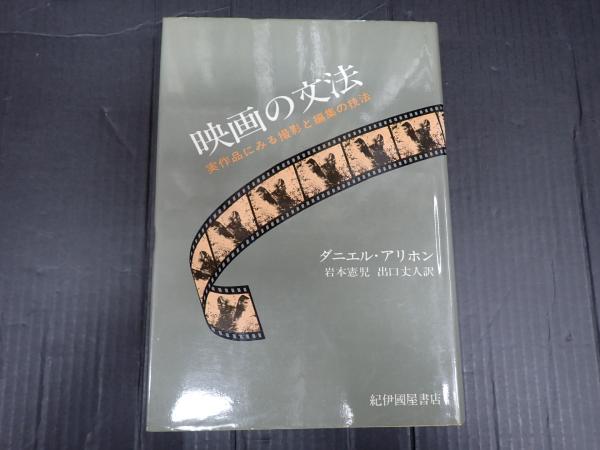 映画の文法
実作品にみる撮影と編集の技法
ダニエル・アリホン
岩本憲児 出口丈人訳
紀伊國屋書店